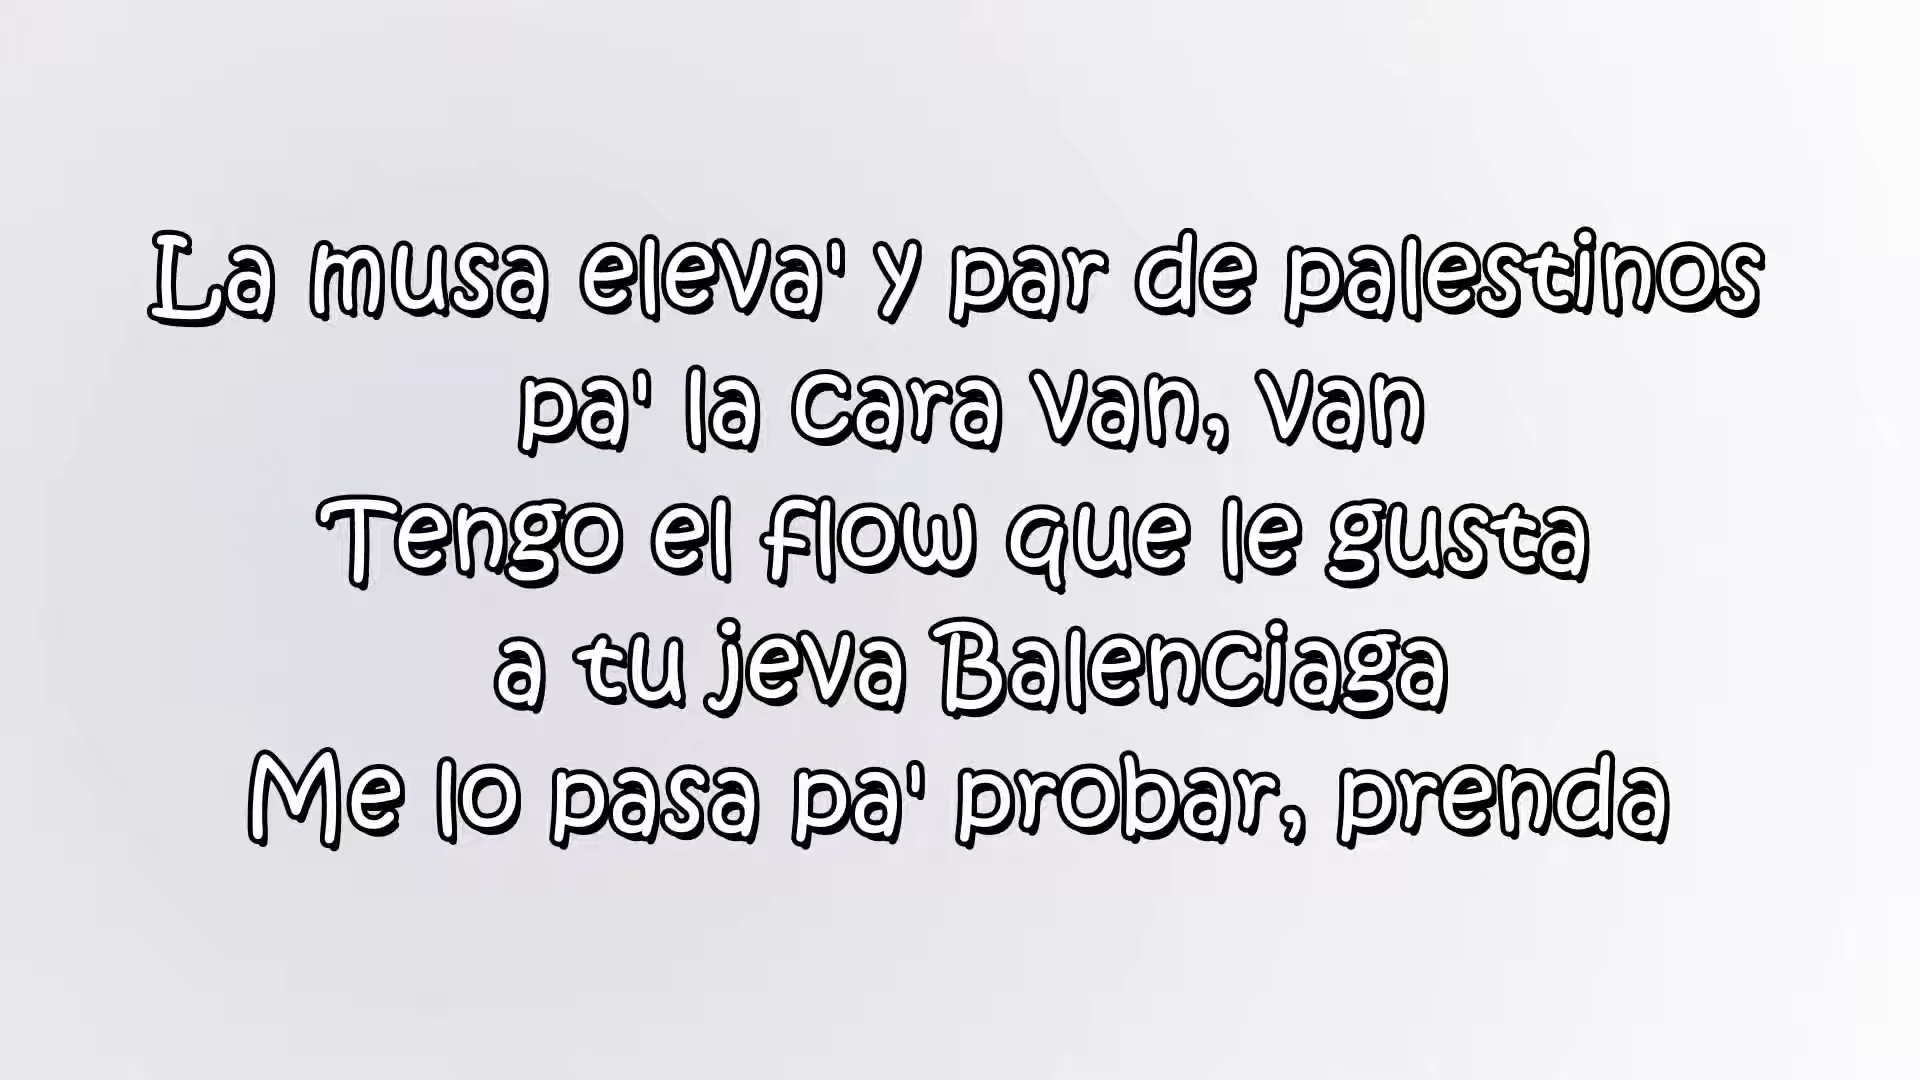 La musa eleva' y par de palestinos
pa' la cara van, van
Tengo el flow que le gusta
a tu jeva Balenciaga
Me lo pasa pa' probar, prenda